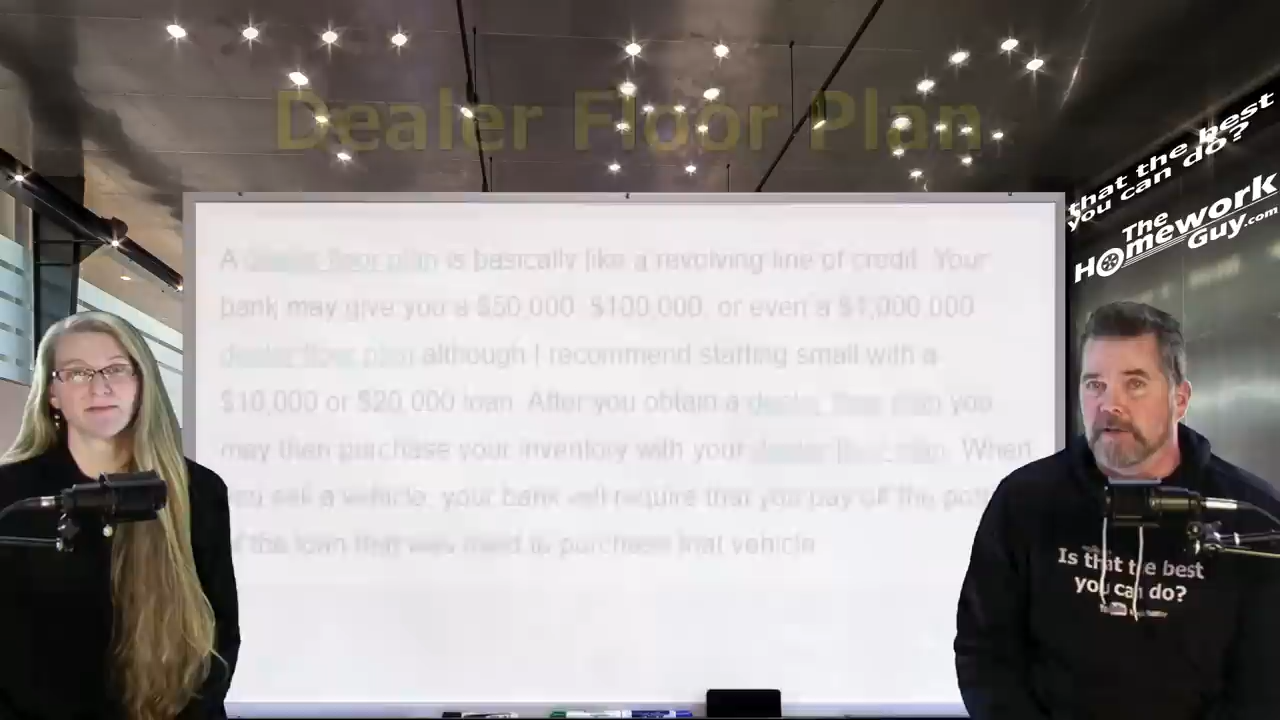 Dealer Floor Plan
that the best
you can do?
The
Homework
Guy.com
A dealer floor plan is basically like a revolving line of credit. Your
bank may give you a $50,000, $100,000, or even a $1,000,000
dealer floor plan although I recommend starting small with a
$10,000 or $20,000 loan. After you obtain a dealer floor plan you
may then purchase your inventory with your dealer floor plan. When
you sell a vehicle, your bank will require that you pay off the
of the loan that was used to purchase that vehicle.
Is that the best
you can do?